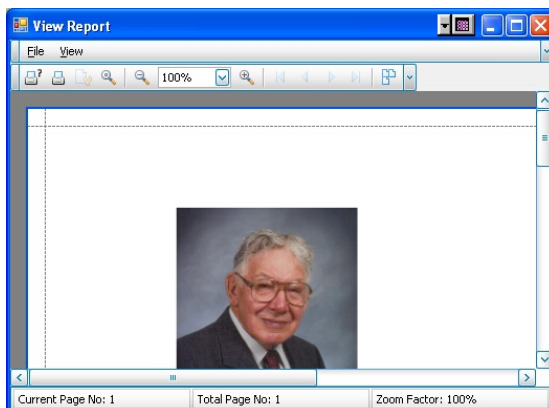 View Report
File View
100%
Current Page No: 1 Total Page No: 1 Zoom Factor: 100%